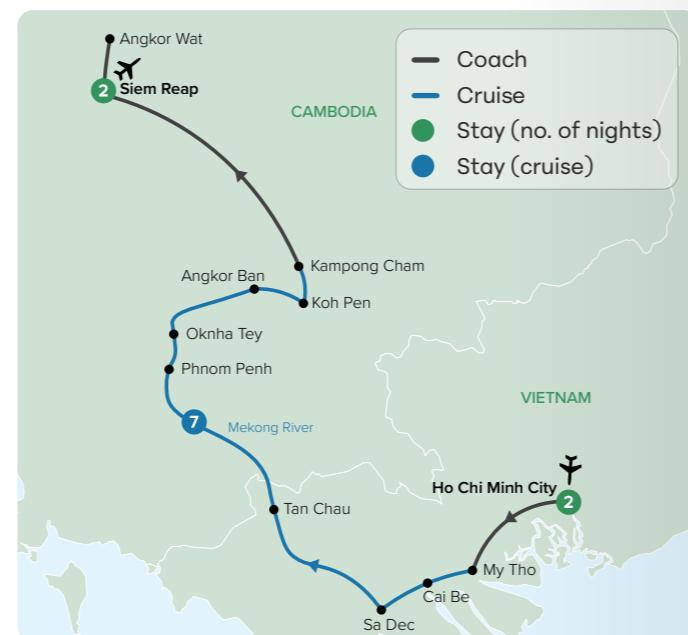 Angkor Wat
2 Siem Reap
CAMBODIA
Coach
Cruise
Stay (no. of nights)
Stay (cruise)
Kampong Cham
Angkor Ban
Koh Pen
Oknha Tey
Phnom Penh
7
Mekong River
VIETNAM
Ho Chi Minh City
2
Tan Chau
My Tho
Cai Be
Sa Dec